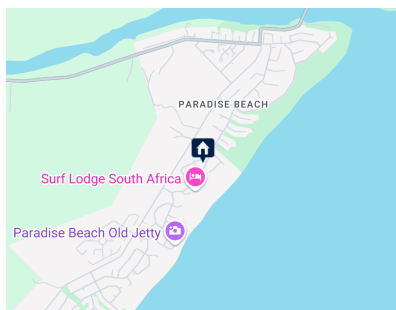 PARADISE BEACH
Surf Lodge South Africa
Paradise Beach Old Jetty